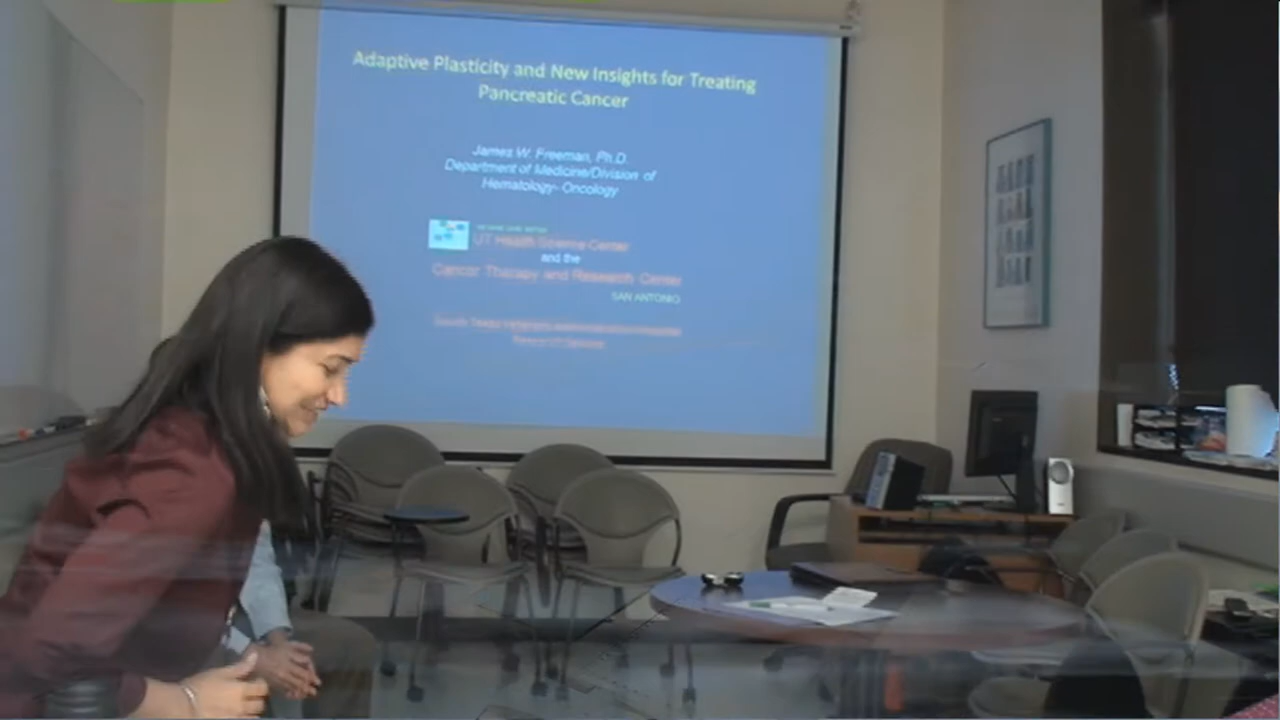 Adaptive Plasticity and New Insights for Treating
Pancreatic Cancer
James W. Freeman, Ph.D.
Department of Medicine/Division of
Hematology- Oncology
UT Health Science Center
and the
Cancer Therapy and Research Center
SAN ANTONIO